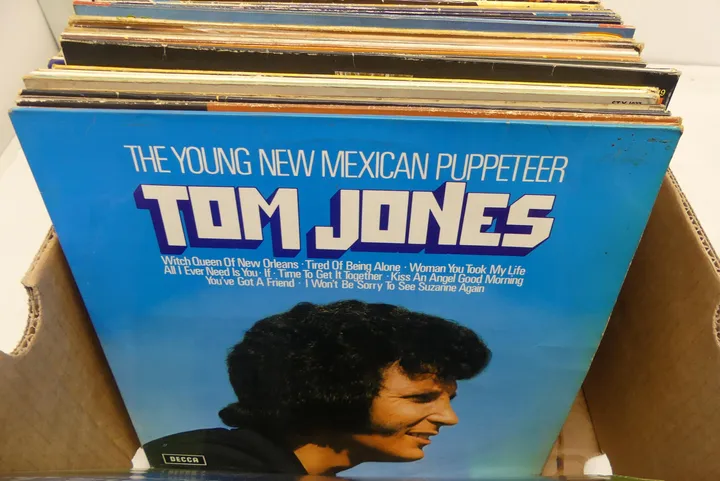 THE YOUNG NEW MEXICAN PUPPETEER
TOM JONES
Witch Queen Of New Orleans · Tired Of Being Alone · Woman You Took My Life
All I Ever Need Is You · If · Time To Get It Together · Kiss An Angel Good Morning
You've Got A Friend · I Won't Be Sorry To See Suzanne Again
DECCA